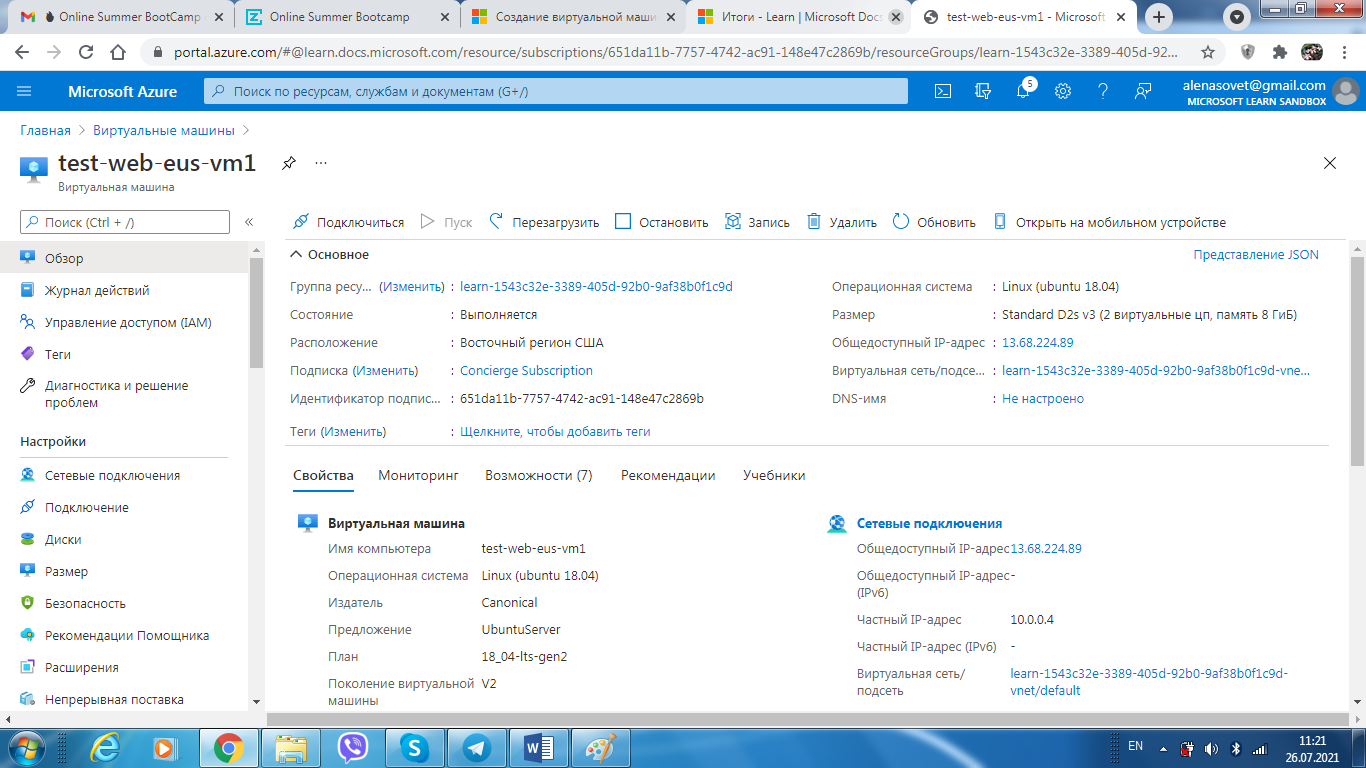 Online Summer BootCamp
Online Summer Bootcamp
Создание виртуальной маши
Итоги - Learn | Microsoft Docs
test-web-eus-vm1 - Microsoft
portal.azure.com/#@learn.docs.microsoft.com/resource/subscriptions/651da11b-7757-4742-ac91-148e47c2869b/resourceGroups/learn-1543c32e-3389-405d-92...
Microsoft Azure
Поиск по ресурсам, службам и документам (G+/)
5
alenasovet@gmail.com
MICROSOFT LEARN SANDBOX
Главная > Виртуальные машины >
test-web-eus-vm1
...
Виртуальная машина
Поиск (Ctrl + /)
«
Подключиться Пуск Перезагрузить Остановить Запись Удалить Обновить Открыть на мобильном устройстве
Обзор
Журнал действий
Управление доступом (IAM)
Теги
Диагностика и решение
проблем
Настройки
Сетевые подключения
Подключение
Диски
Размер
Безопасность
Рекомендации Помощника
Расширения
Непрерывная поставка
Основное
Представление JSON
Группа ресу... (Изменить) : learn-1543c32e-3389-405d-92b0-9af38b0f1c9d
Состояние : Выполняется
Расположение : Восточный регион США
Подписка (Изменить) : Concierge Subscription
Идентификатор подпис... : 651da11b-7757-4742-ac91-148e47c2869b
Теги (Изменить) : Щелкните, чтобы добавить теги
Операционная система : Linux (ubuntu 18.04)
Размер : Standard D2s v3 (2 виртуальные цп, память 8 ГиБ)
Общедоступный IP-адрес : 13.68.224.89
Виртуальная сеть/подсе... : learn-1543c32e-3389-405d-92b0-9af38b0f1c9d-vne...
DNS-имя : Не настроено
Свойства Мониторинг Возможности (7) Рекомендации Учебники
Виртуальная машина
Имя компьютера test-web-eus-vm1
Операционная система Linux (ubuntu 18.04)
Издатель Canonical
Предложение UbuntuServer
План 18_04-lts-gen2
Поколение виртуальной V2
машины
Сетевые подключения
Общедоступный IP-адрес 13.68.224.89
Общедоступный IP-адрес -
(IPv6)
Частный IP-адрес 10.0.0.4
Частный IP-адрес (IPv6) -
Виртуальная сеть/ learn-1543c32e-3389-405d-92b0-9af38b0f1c9d-
подсеть vnet/default
EN
11:21
26.07.2021